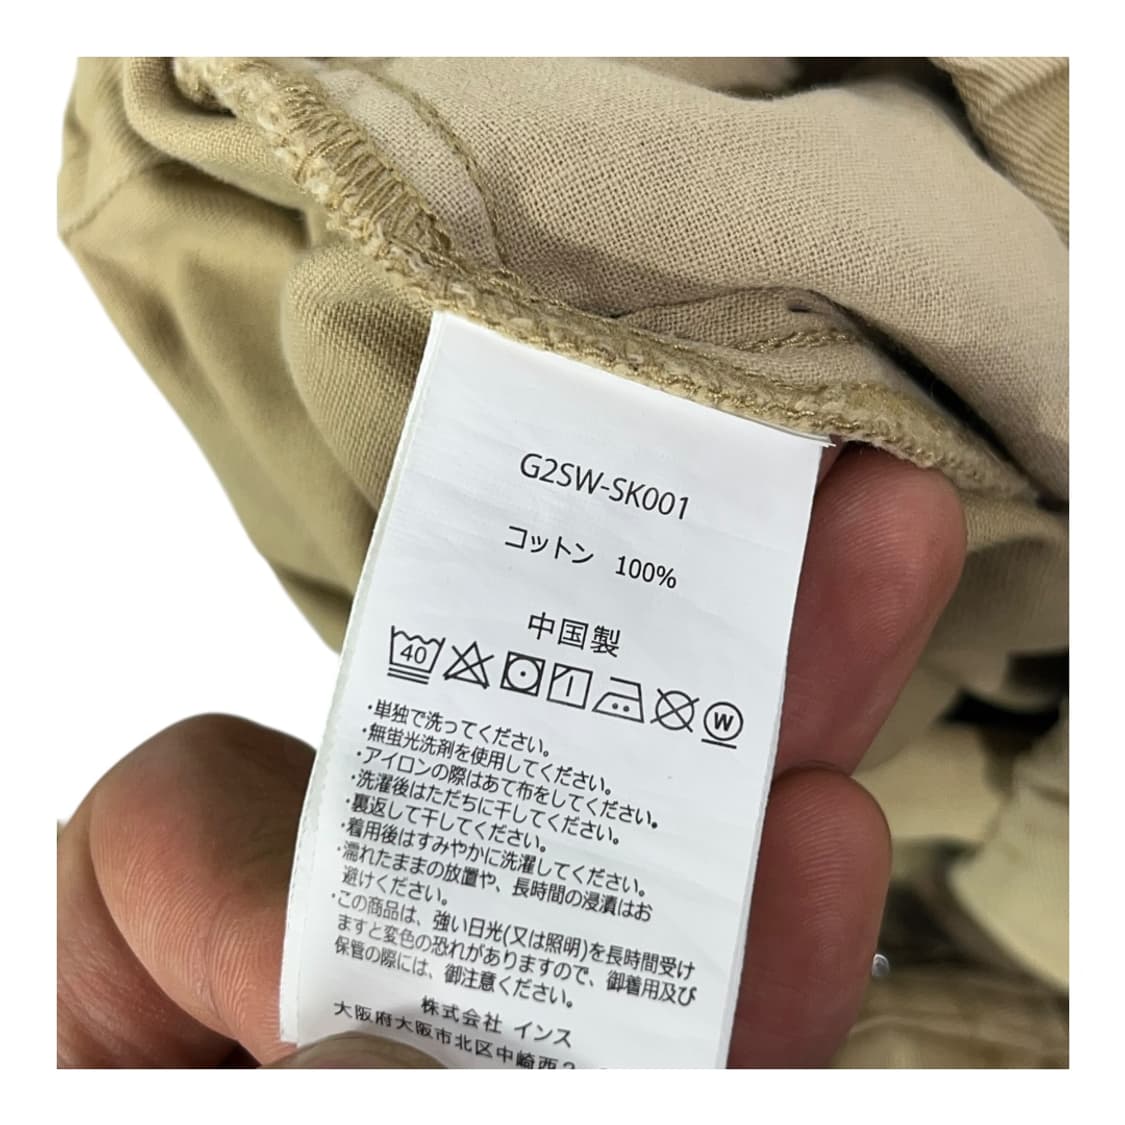 G2SW-SK001
コットン 100%
中国製
40 W
・単独で洗ってください。
・無蛍光洗剤を使用してください。
・アイロンの際はあて布をしてください。
・洗濯後はただちに干してください。
・裏返して干してください。
・着用後はすみやかに洗濯してください。
・濡れたままの放置や、長時間の浸漬はお
避けください。
・この商品は、強い日光(又は照明)を長時間受け
ますと変色の恐れがありますので、御着用及び
保管の際には、御注意ください。
株式会社 インス
大阪府大阪市北区中崎西2